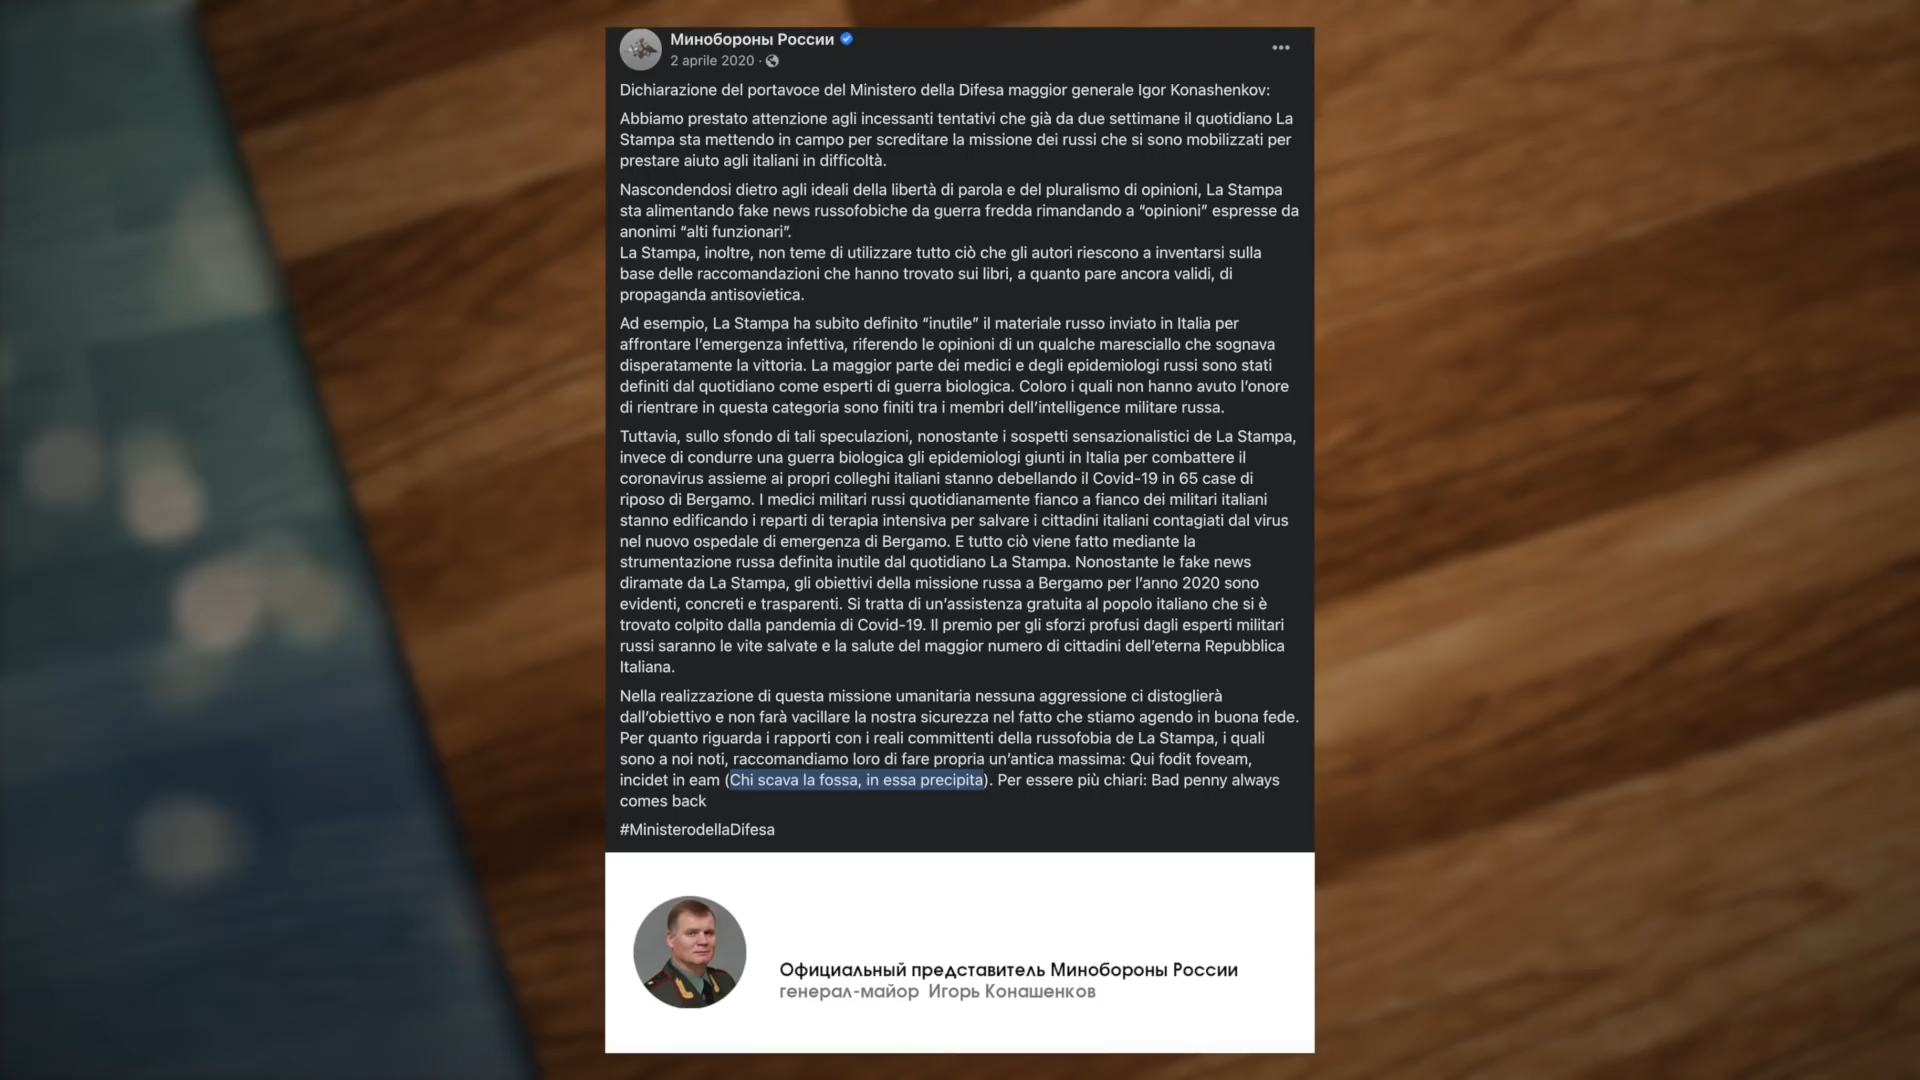 Минобороны России
2 aprile 2020 ·
Dichiarazione del portavoce del Ministero della Difesa maggior generale Igor Konashenkov:
Abbiamo prestato attenzione agli incessanti tentativi che già da due settimane il quotidiano La
Stampa sta mettendo in campo per screditare la missione dei russi che si sono mobilizzati per
prestare aiuto agli italiani in difficoltà.
Nascondendosi dietro agli ideali della libertà di parola e del pluralismo di opinioni, La Stampa
sta alimentando fake news russofobiche da guerra fredda rimandando a “opinioni” espresse da
anonimi “alti funzionari”.
La Stampa, inoltre, non teme di utilizzare tutto ciò che gli autori riescono a inventarsi sulla
base delle raccomandazioni che hanno trovato sui libri, a quanto pare ancora validi, di
propaganda antisovietica.
Ad esempio, La Stampa ha subito definito “inutile” il materiale russo inviato in Italia per
affrontare l’emergenza infettiva, riferendo le opinioni di un qualche maresciallo che sognava
disperatamente la vittoria. La maggior parte dei medici e degli epidemiologi russi sono stati
definiti dal quotidiano come esperti di guerra biologica. Coloro i quali non hanno avuto l’onore
di rientrare in questa categoria sono finiti tra i membri dell’intelligence militare russa.
Tuttavia, sullo sfondo di tali speculazioni, nonostante i sospetti sensazionalistici de La Stampa,
invece di condurre una guerra biologica gli epidemiologi giunti in Italia per combattere il
coronavirus assieme ai propri colleghi italiani stanno debellando il Covid-19 in 65 case di
riposo di Bergamo. I medici militari russi quotidianamente fianco a fianco dei militari italiani
stanno edificando i reparti di terapia intensiva per salvare i cittadini italiani contagiati dal virus
nel nuovo ospedale di emergenza di Bergamo. E tutto ciò viene fatto mediante la
strumentazione russa definita inutile dal quotidiano La Stampa. Nonostante le fake news
diramate da La Stampa, gli obiettivi della missione russa a Bergamo per l’anno 2020 sono
evidenti, concreti e trasparenti. Si tratta di un’assistenza gratuita al popolo italiano che si è
trovato colpito dalla pandemia di Covid-19. Il premio per gli sforzi profusi dagli esperti militari
russi saranno le vite salvate e la salute del maggior numero di cittadini dell’eterna Repubblica
Italiana.
Nella realizzazione di questa missione umanitaria nessuna aggressione ci distoglierà
dall’obiettivo e non farà vacillare la nostra sicurezza nel fatto che stiamo agendo in buona fede.
Per quanto riguarda i rapporti con i reali committenti della russofobia de La Stampa, i quali
sono a noi noti, raccomandiamo loro di fare propria un’antica massima: Qui fodit foveam,
incidet in eam (Chi scava la fossa, in essa precipita). Per essere più chiari: Bad penny always
comes back
#MinisterodellaDifesa
Официальный представитель Минобороны России
генерал-майор Игорь Конашенков